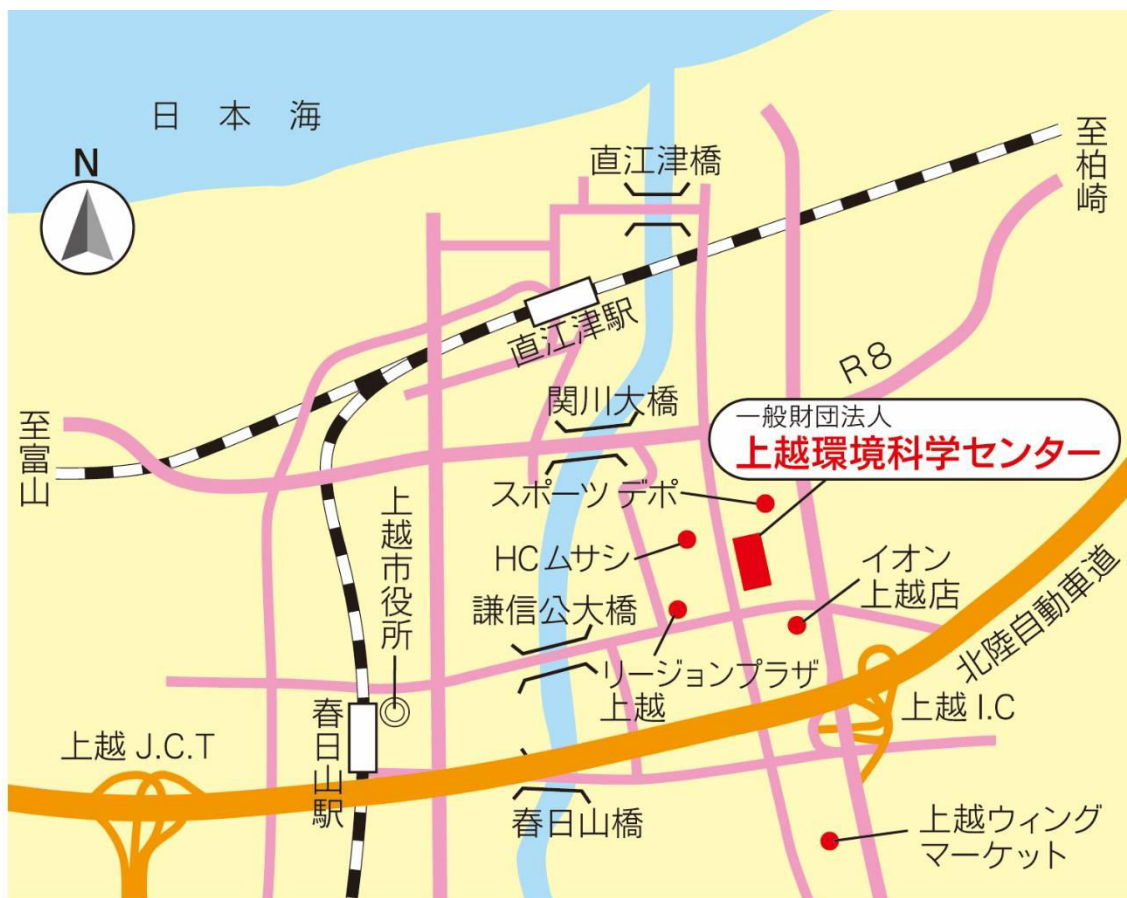 日本海
N
直江津橋
至柏崎
直江津駅
R8
関川大橋
一般財団法人
上越環境科学センター
至富山
スポーツ デポ
上越市役所
HCムサシ
イオン
上越店
謙信公大橋
北陸自動車道
リージョンプラザ
上越
上越 I.C
春日山駅
上越 J.C.T
春日山橋
上越ウィング
マーケット